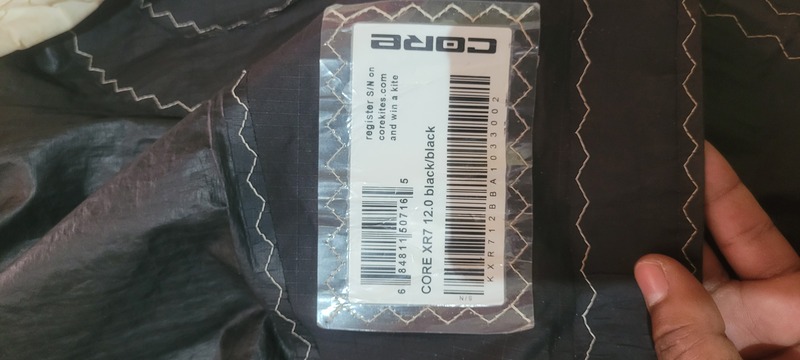 CORE
register S/N on
corekites.com
and win a kite
6 84811 50716 5
CORE XR7 12.0 black/black
KXR712BBA1033002
S/N